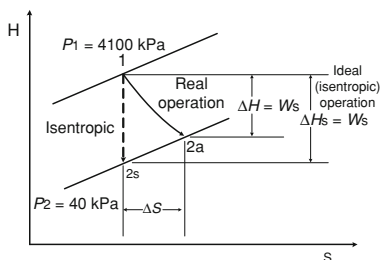 H
P1 = 4100 kPa
1
Real
operation
Isentropic
Ideal
(isentropic)
operation
ΔH = Ws
ΔHs = Ws
2a
2s
P2 = 40 kPa
ΔS
S